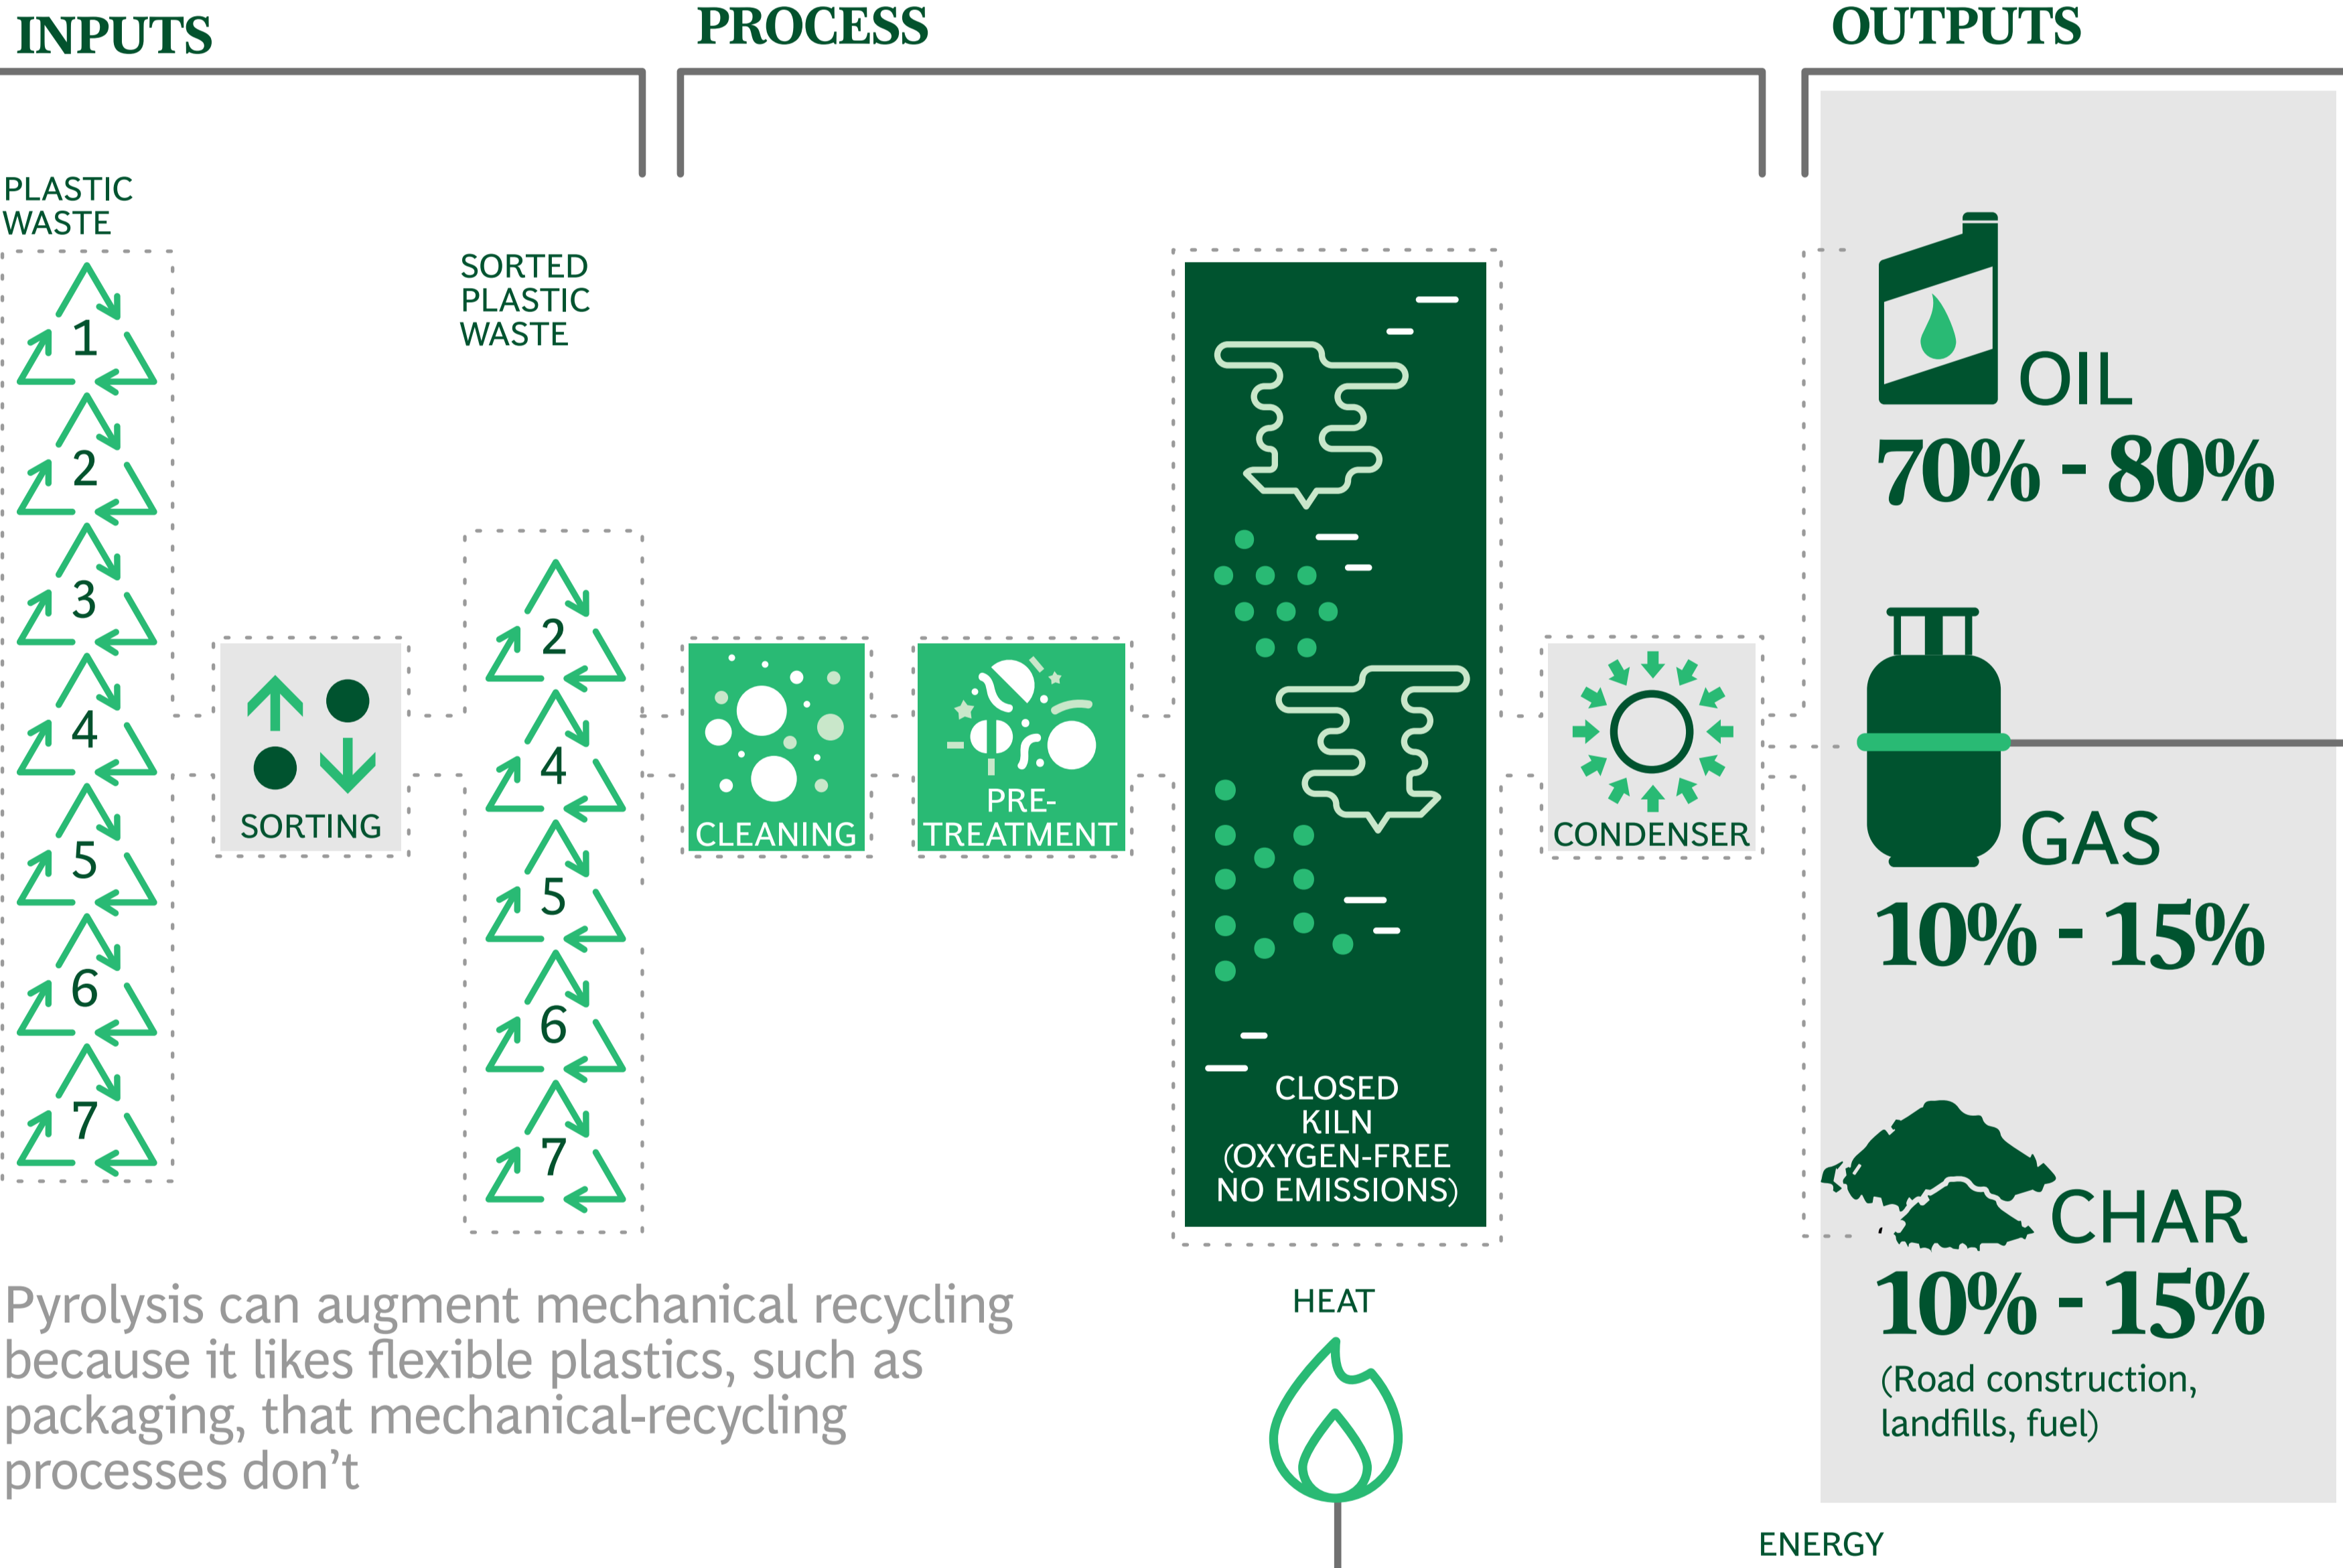 INPUTS
PROCESS
OUTPUTS
PLASTIC
WASTE
1
2
3
4
5
6
7
SORTING
SORTED
PLASTIC
WASTE
2
4
5
6
7
CLEANING
PRE-
TREATMENT
CLOSED
KILN
(OXYGEN-FREE
NO EMISSIONS)
HEAT
CONDENSER
OIL
70% - 80%
GAS
10% - 15%
CHAR
10% - 15%
(Road construction,
landfills, fuel)
ENERGY
Pyrolysis can augment mechanical recycling
because it likes flexible plastics, such as
packaging, that mechanical-recycling
processes don't